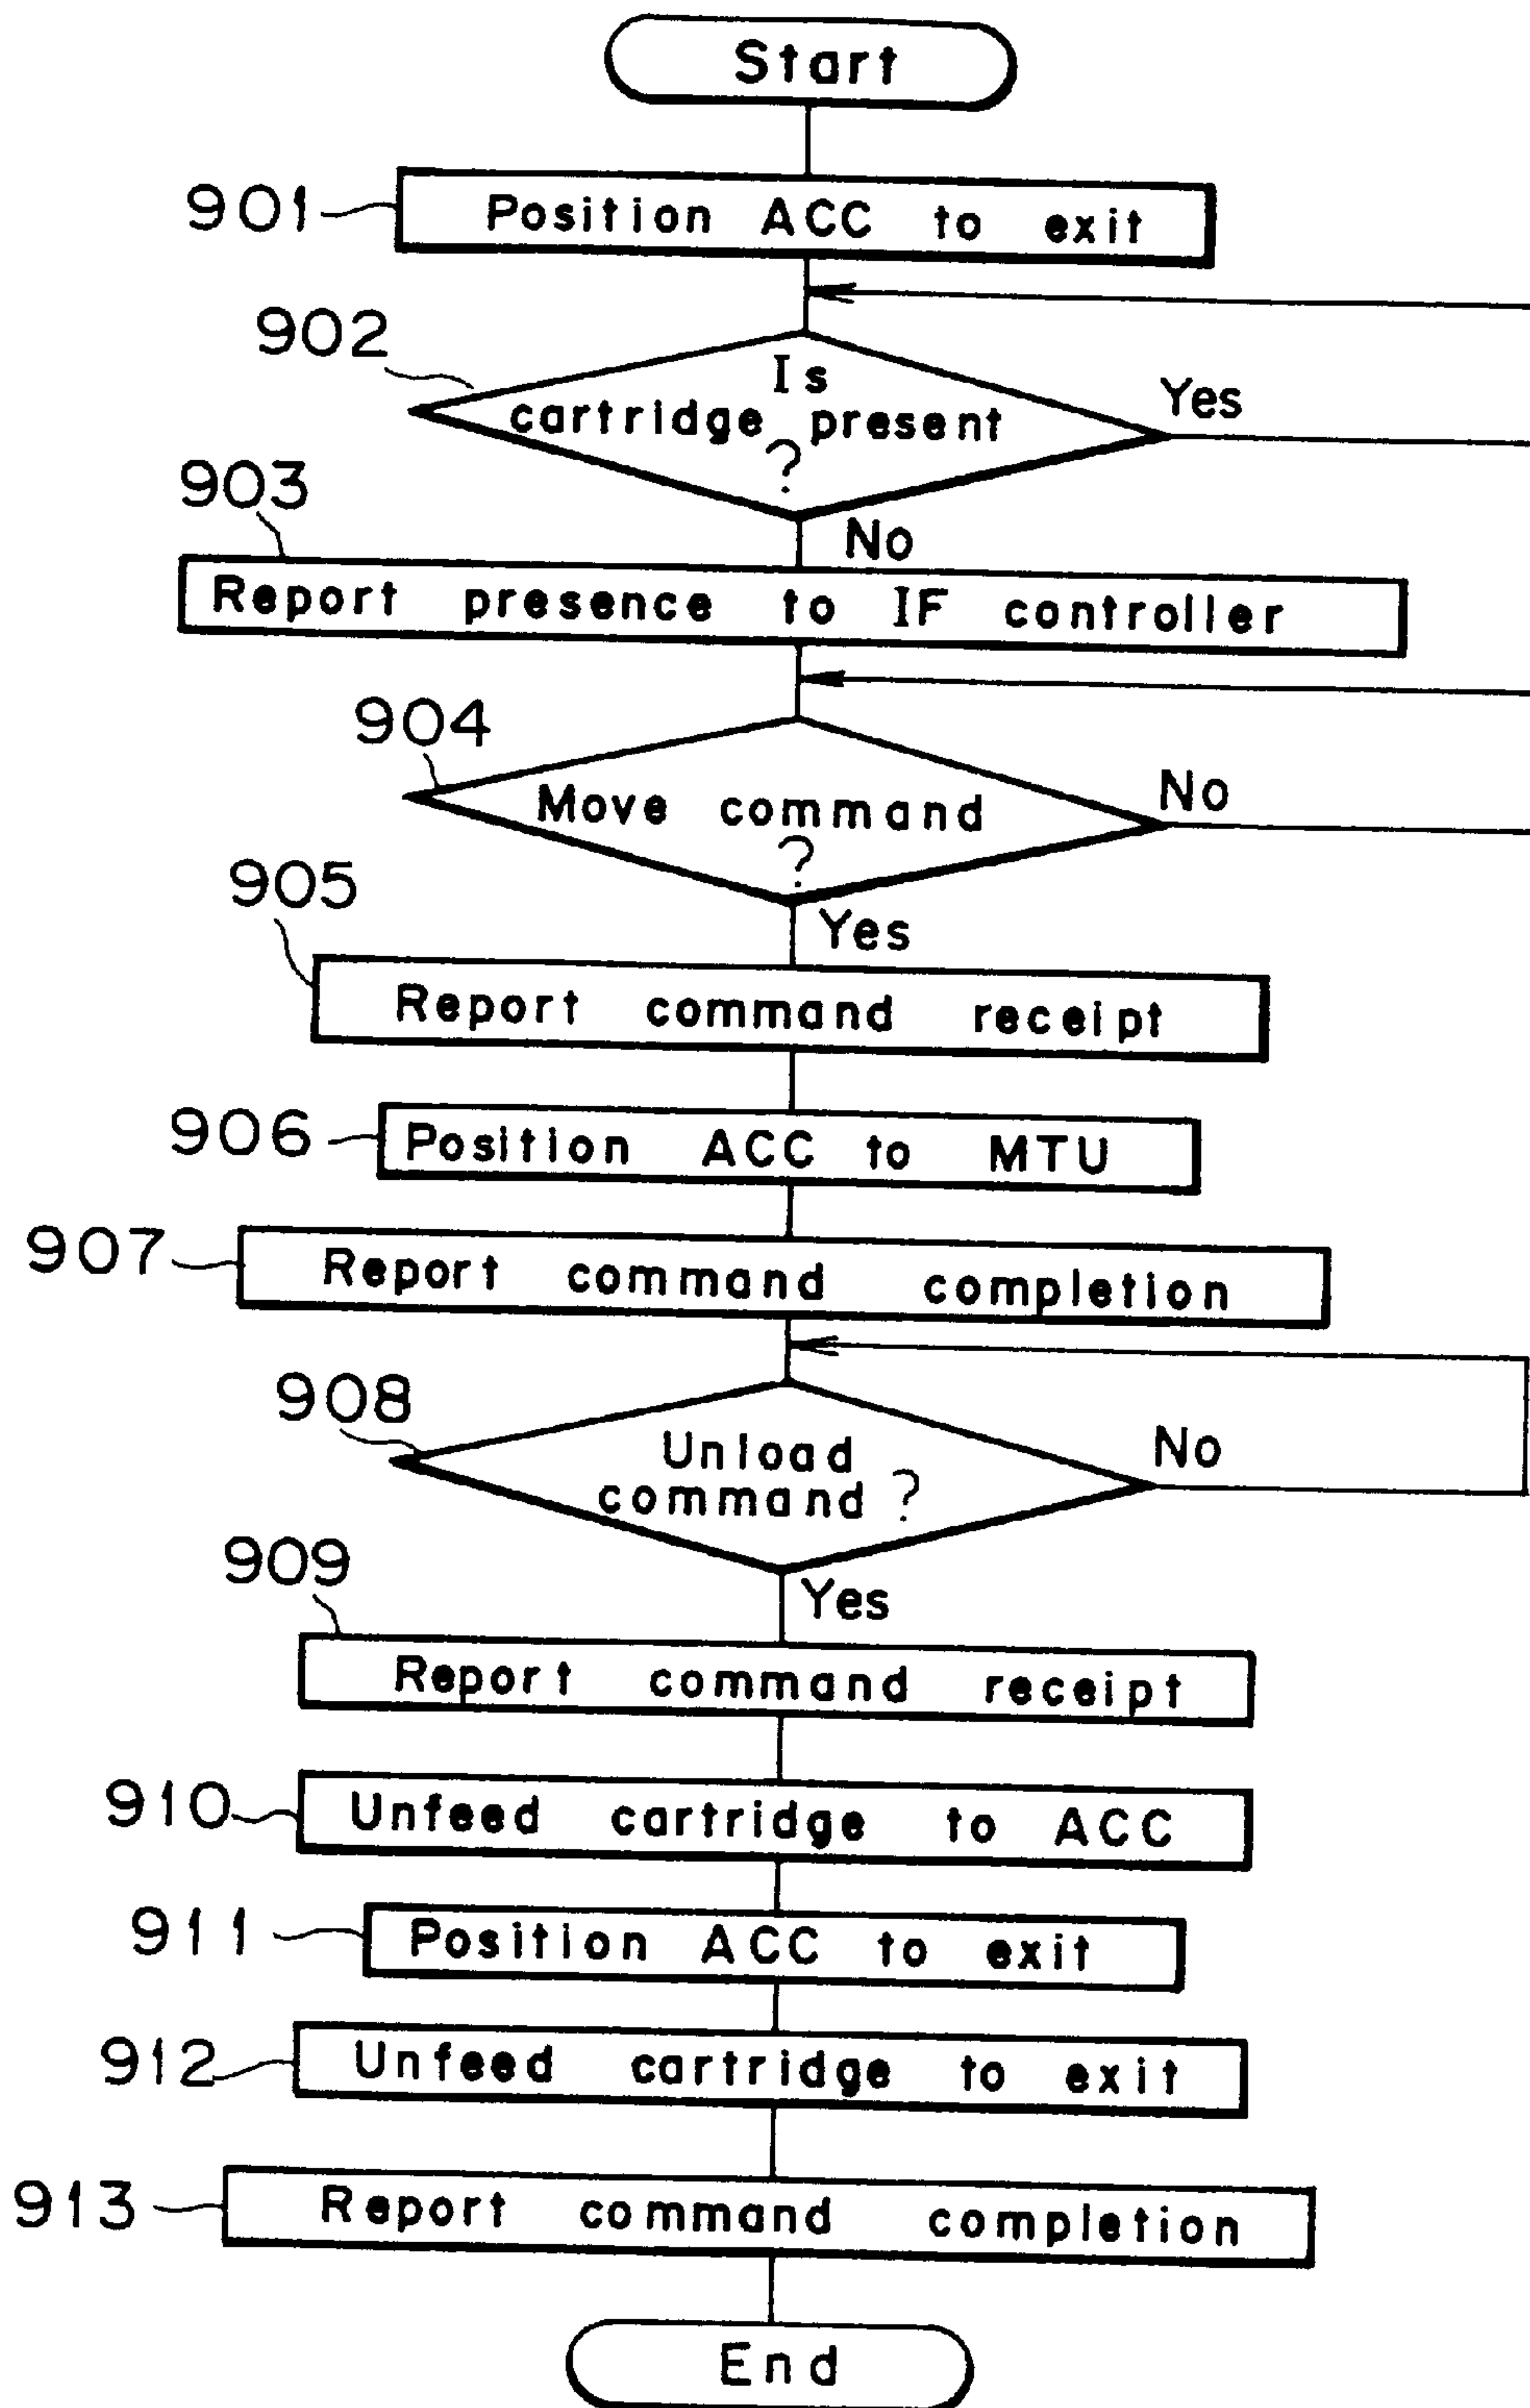 Start
901
Position ACC to exit
902
Is
cartridge present
?
Yes
No
903
Report presence to IF controller
904
Move command
?
No
Yes
905
Report command receipt
906
Position ACC to MTU
907
Report command completion
908
Unload
command ?
No
Yes
909
Report command receipt
910
Unfeed cartridge to ACC
911
Position ACC to exit
912
Unfeed cartridge to exit
913
Report command completion
End